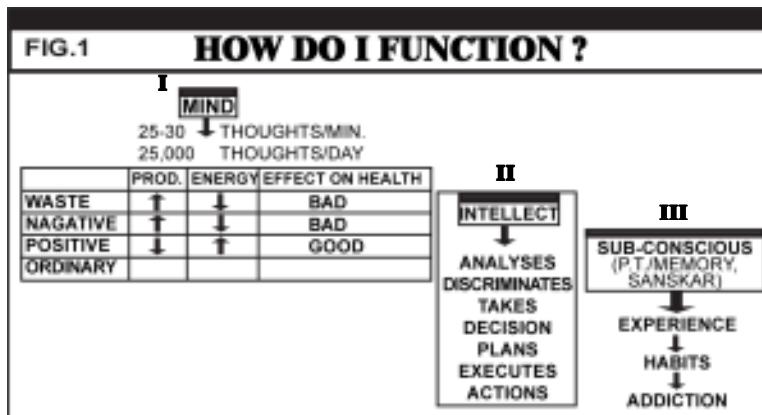 FIG.1
HOW DO I FUNCTION ?
I
MIND
25-30 THOUGHTS/MIN.
25,000 THOUGHTS/DAY
PROD. ENERGY EFFECT ON HEALTH
WASTE ↑ ↓ BAD
NAGATIVE ↑ ↓ BAD
POSITIVE ↓ ↑ GOOD
ORDINARY
II
INTELLECT
ANALYSES
DISCRIMINATES
TAKES
DECISION
PLANS
EXECUTES
ACTIONS
III
SUB-CONSCIOUS
(P.T./MEMORY,
SANSKAR)
EXPERIENCE
HABITS
ADDICTION